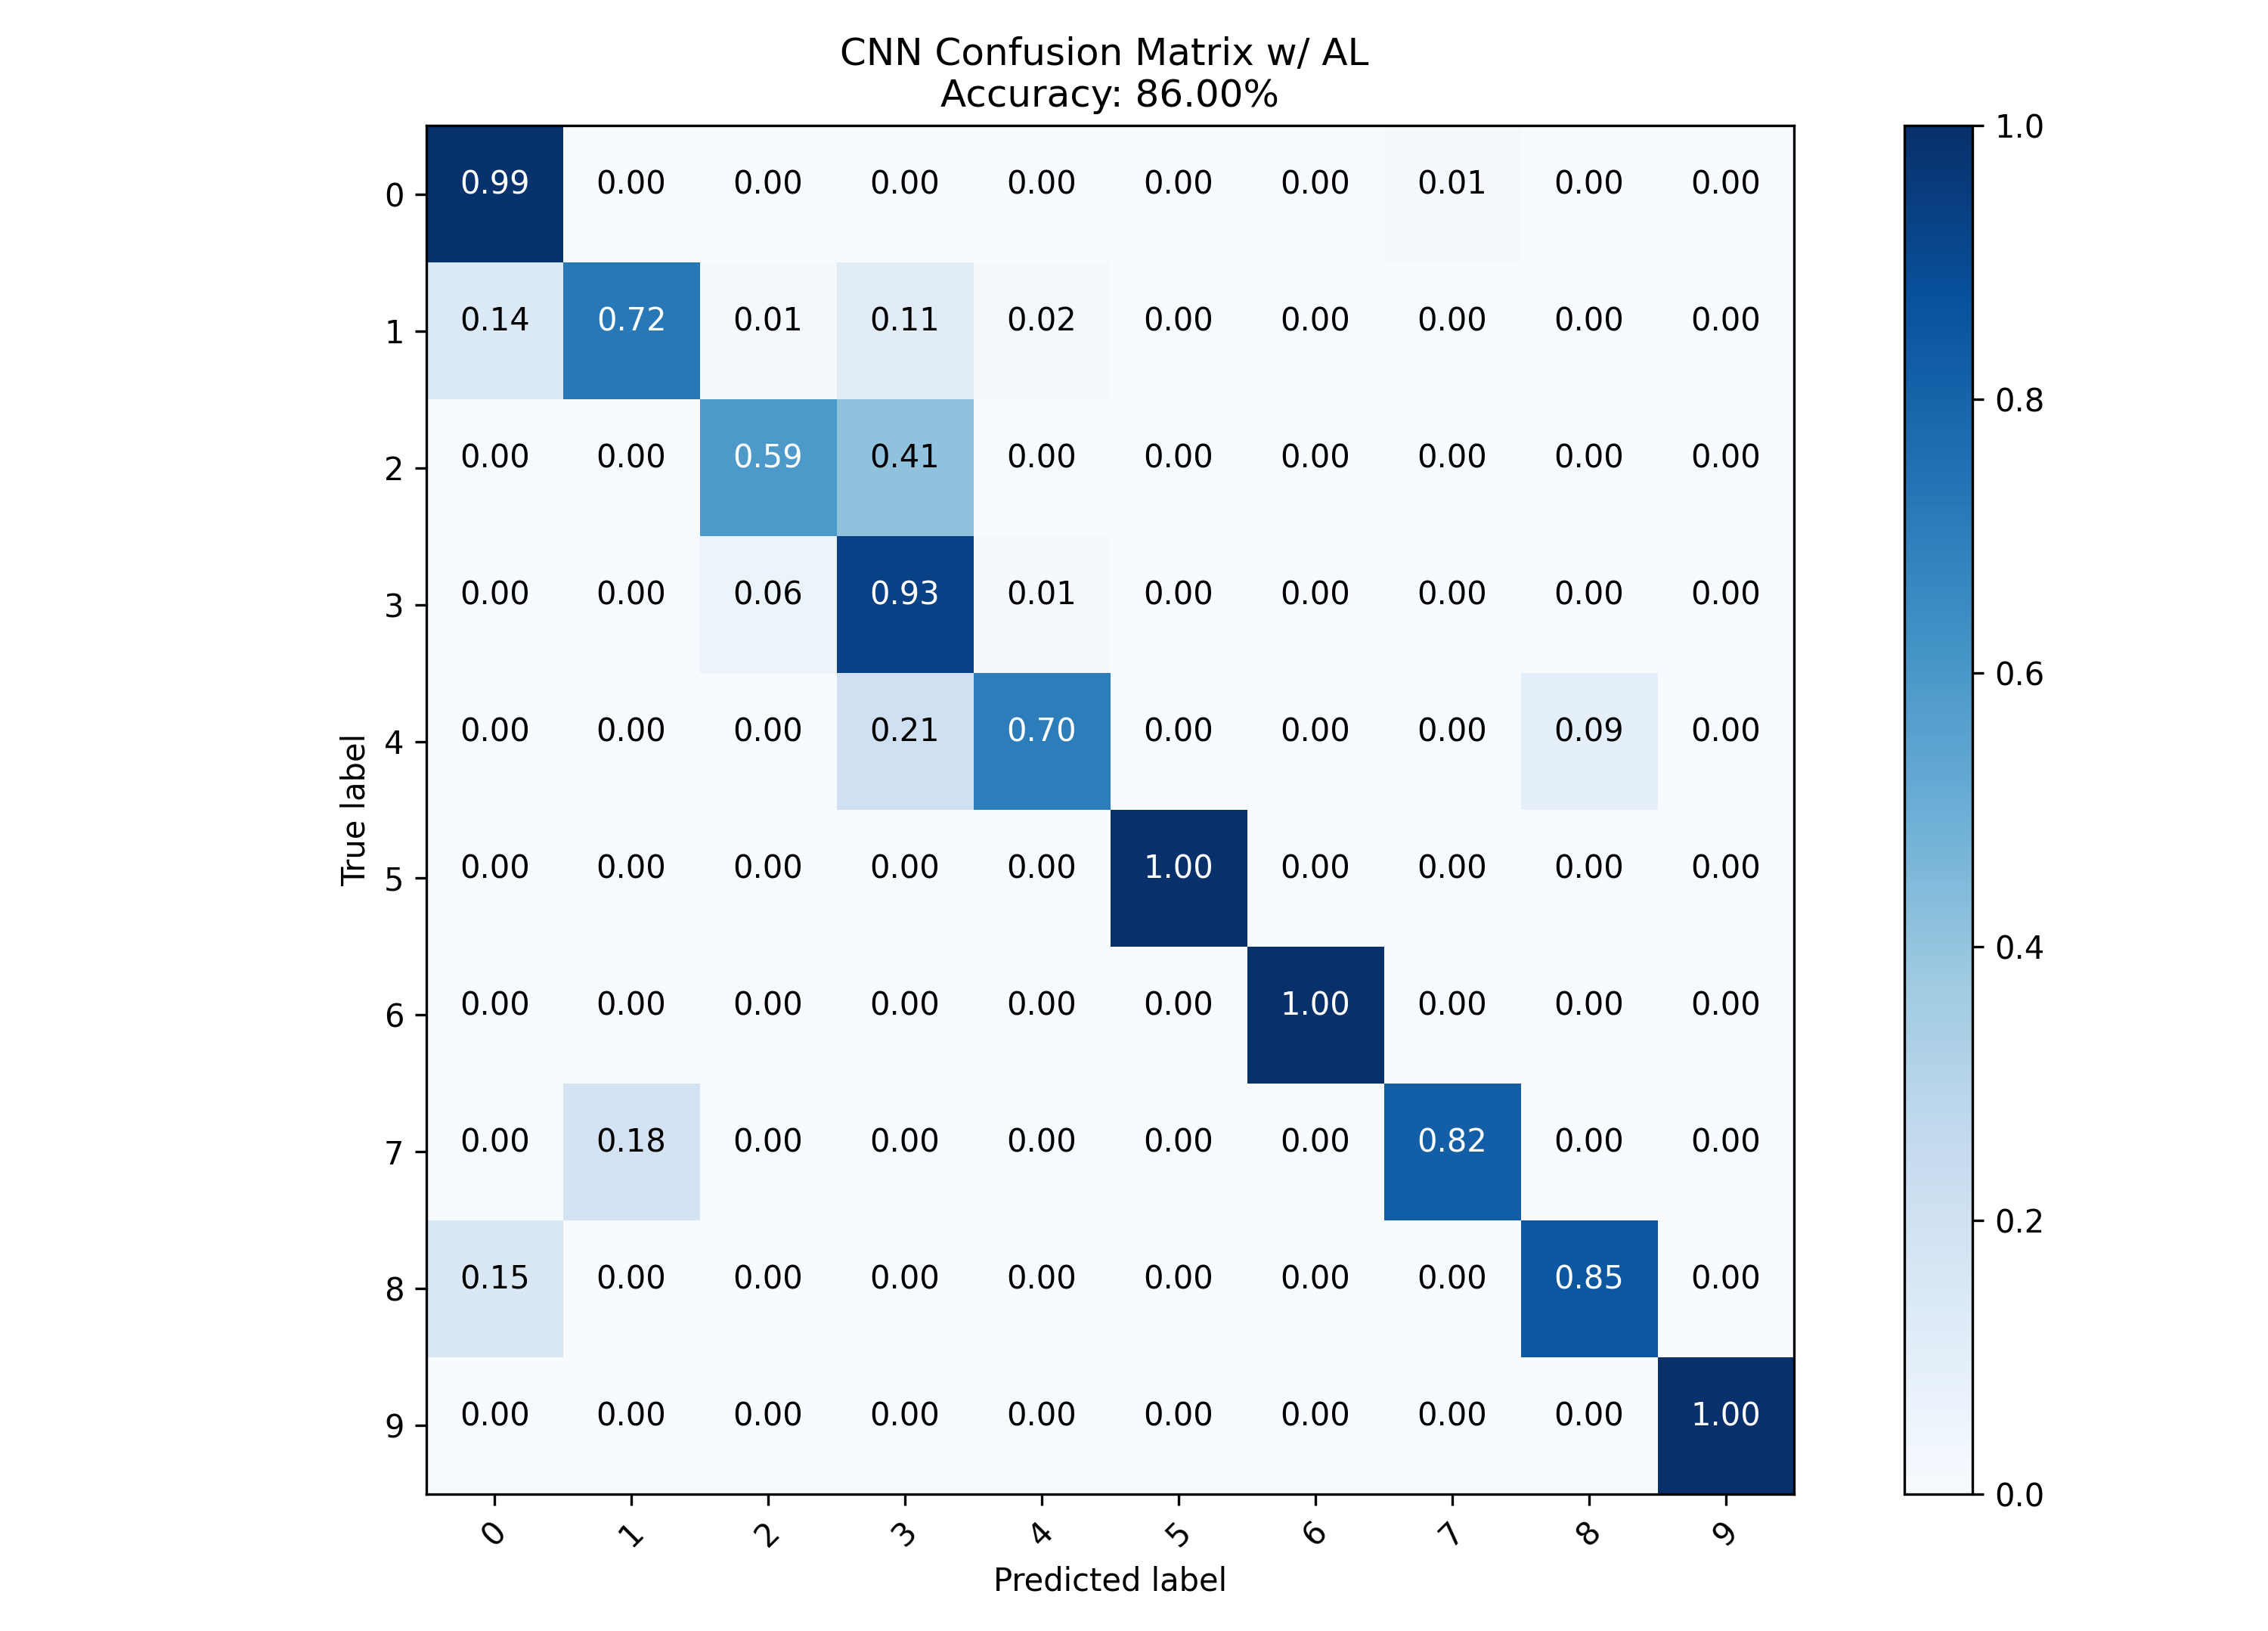 CNN Confusion Matrix w/ AL
Accuracy: 86.00%
True label
0 0.99 0.00 0.00 0.00 0.00 0.00 0.00 0.01 0.00 0.00
1 0.14 0.72 0.01 0.11 0.02 0.00 0.00 0.00 0.00 0.00
2 0.00 0.00 0.59 0.41 0.00 0.00 0.00 0.00 0.00 0.00
3 0.00 0.00 0.06 0.93 0.01 0.00 0.00 0.00 0.00 0.00
4 0.00 0.00 0.00 0.21 0.70 0.00 0.00 0.00 0.09 0.00
5 0.00 0.00 0.00 0.00 0.00 1.00 0.00 0.00 0.00 0.00
6 0.00 0.00 0.00 0.00 0.00 0.00 1.00 0.00 0.00 0.00
7 0.00 0.18 0.00 0.00 0.00 0.00 0.00 0.82 0.00 0.00
8 0.15 0.00 0.00 0.00 0.00 0.00 0.00 0.00 0.85 0.00
9 0.00 0.00 0.00 0.00 0.00 0.00 0.00 0.00 0.00 1.00
0 1 2 3 4 5 6 7 8 9
Predicted label
1.0
0.8
0.6
0.4
0.2
0.0